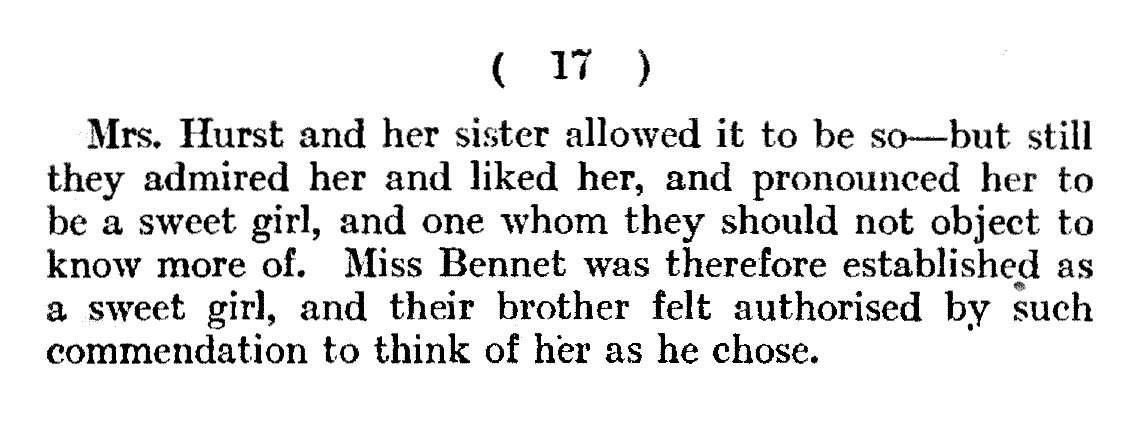 ( 17 )
Mrs. Hurst and her sister allowed it to be so—but still
they admired her and liked her, and pronounced her to
be a sweet girl, and one whom they should not object to
know more of. Miss Bennet was therefore established as
a sweet girl, and their brother felt authorised by such
commendation to think of her as he chose.